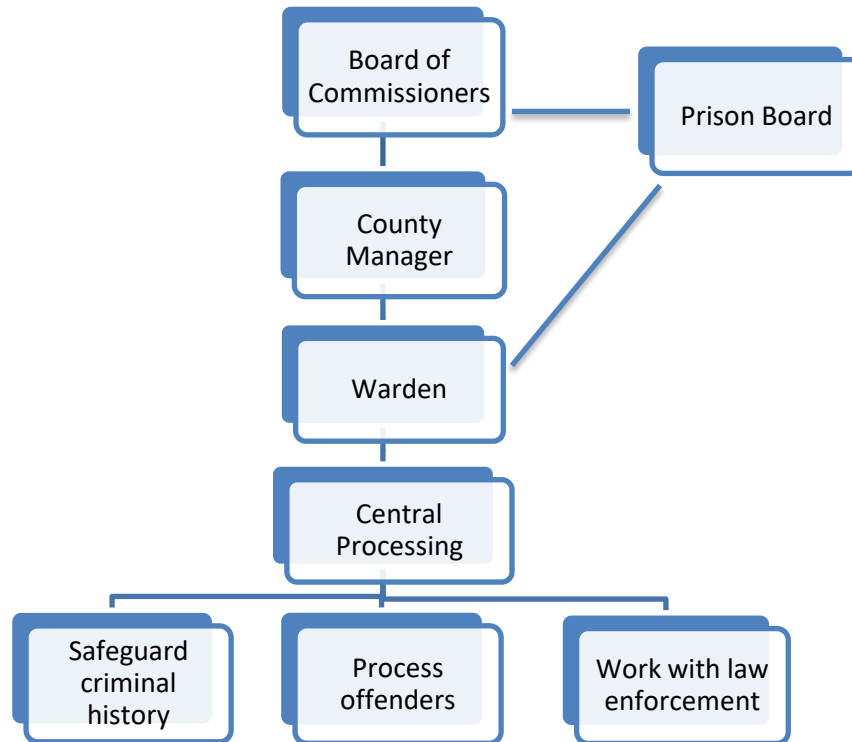 Board of
Commissioners
Prison Board
County
Manager
Warden
Central
Processing
Safeguard
criminal
history
Process
offenders
Work with law
enforcement